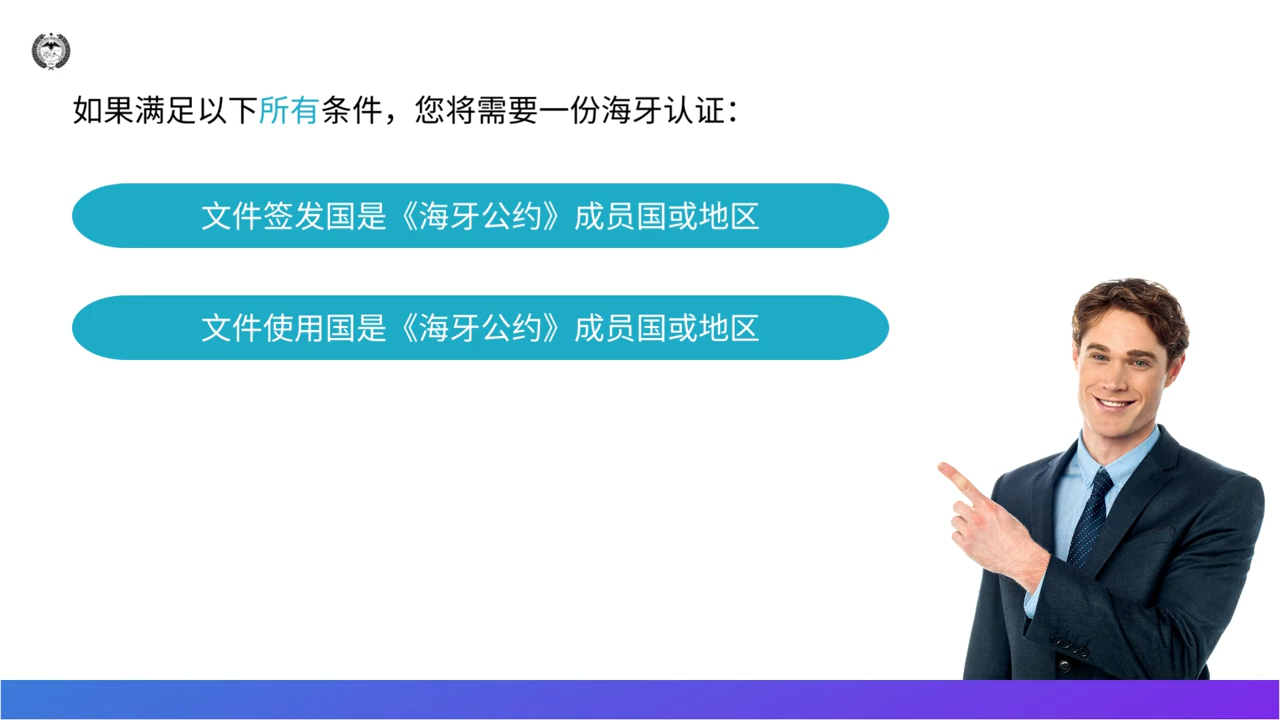 如果满足以下所有条件，您将需要一份海牙认证：
文件签发国是《海牙公约》成员国或地区
文件使用国是《海牙公约》成员国或地区